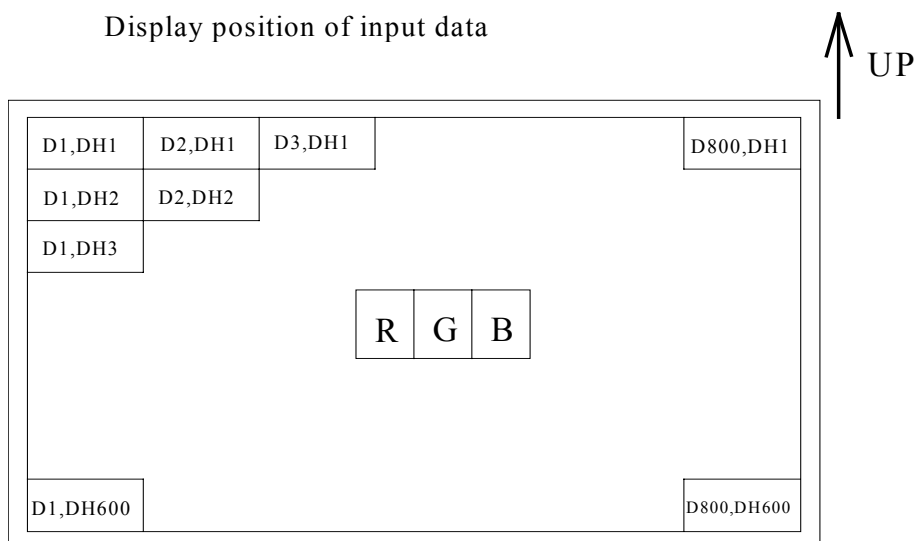 Display position of input data
UP
D1,DH1 D2,DH1 D3,DH1 D800,DH1
D1,DH2 D2,DH2
D1,DH3
R G B
D1,DH600 D800,DH600